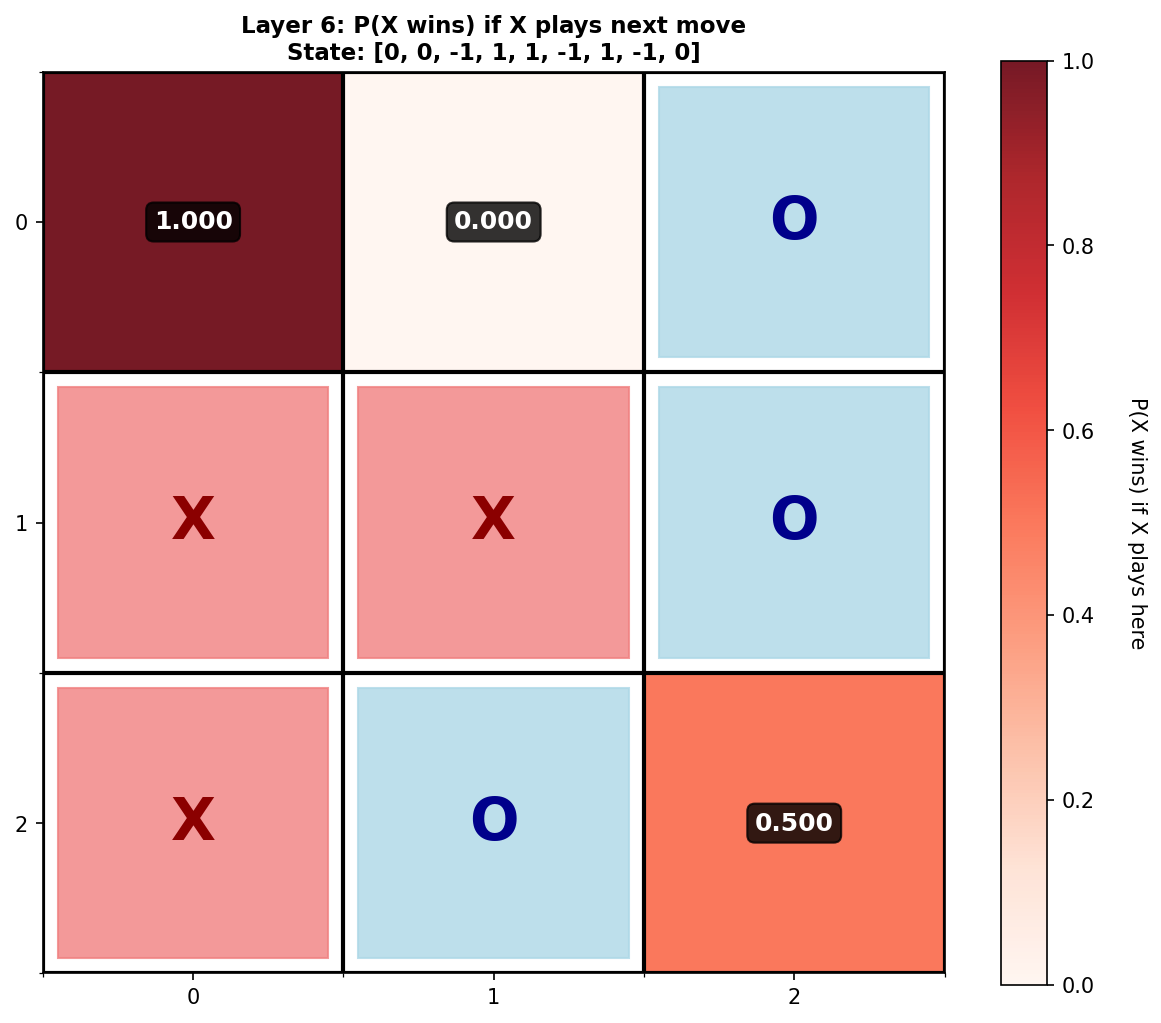 Layer 6: P(X wins) if X plays next move
State: [0, 0, -1, 1, 1, -1, 1, -1, 0]
0
1.000
0.000
O
1
X
X
O
2
X
O
0.500
0
1
2
1.0
0.8
0.6
0.4
0.2
0.0
P(X wins) if X plays here